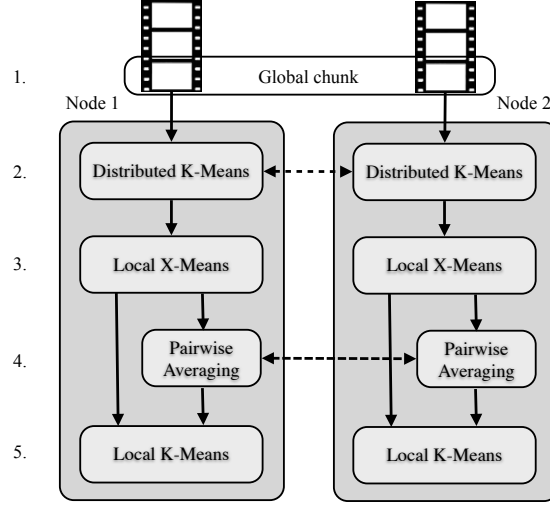 1.
Global chunk
Node 1
Node 2
2.
Distributed K-Means
Distributed K-Means
3.
Local X-Means
Local X-Means
4.
Pairwise
Averaging
Pairwise
Averaging
5.
Local K-Means
Local K-Means